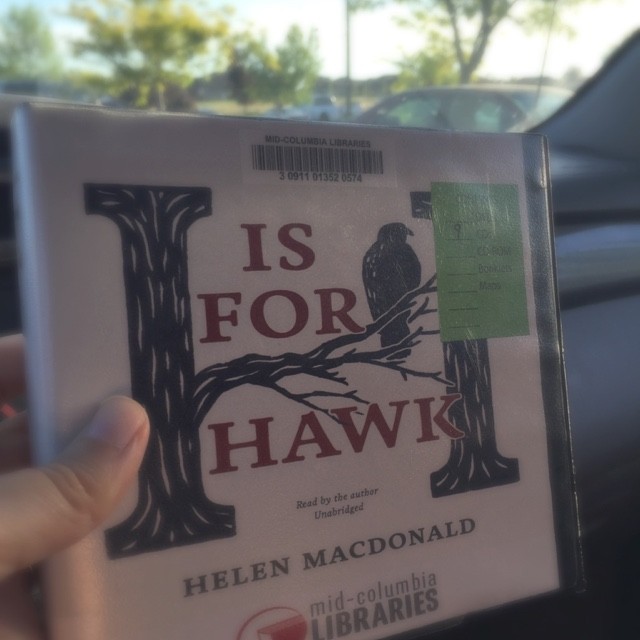 MID-COLUMBIA LIBRARIES
3 0911 01352 0574
H
IS
FOR
HAWK
Read by the author
Unabridged
HELEN MACDONALD
mid-columbia
LIBRARIES